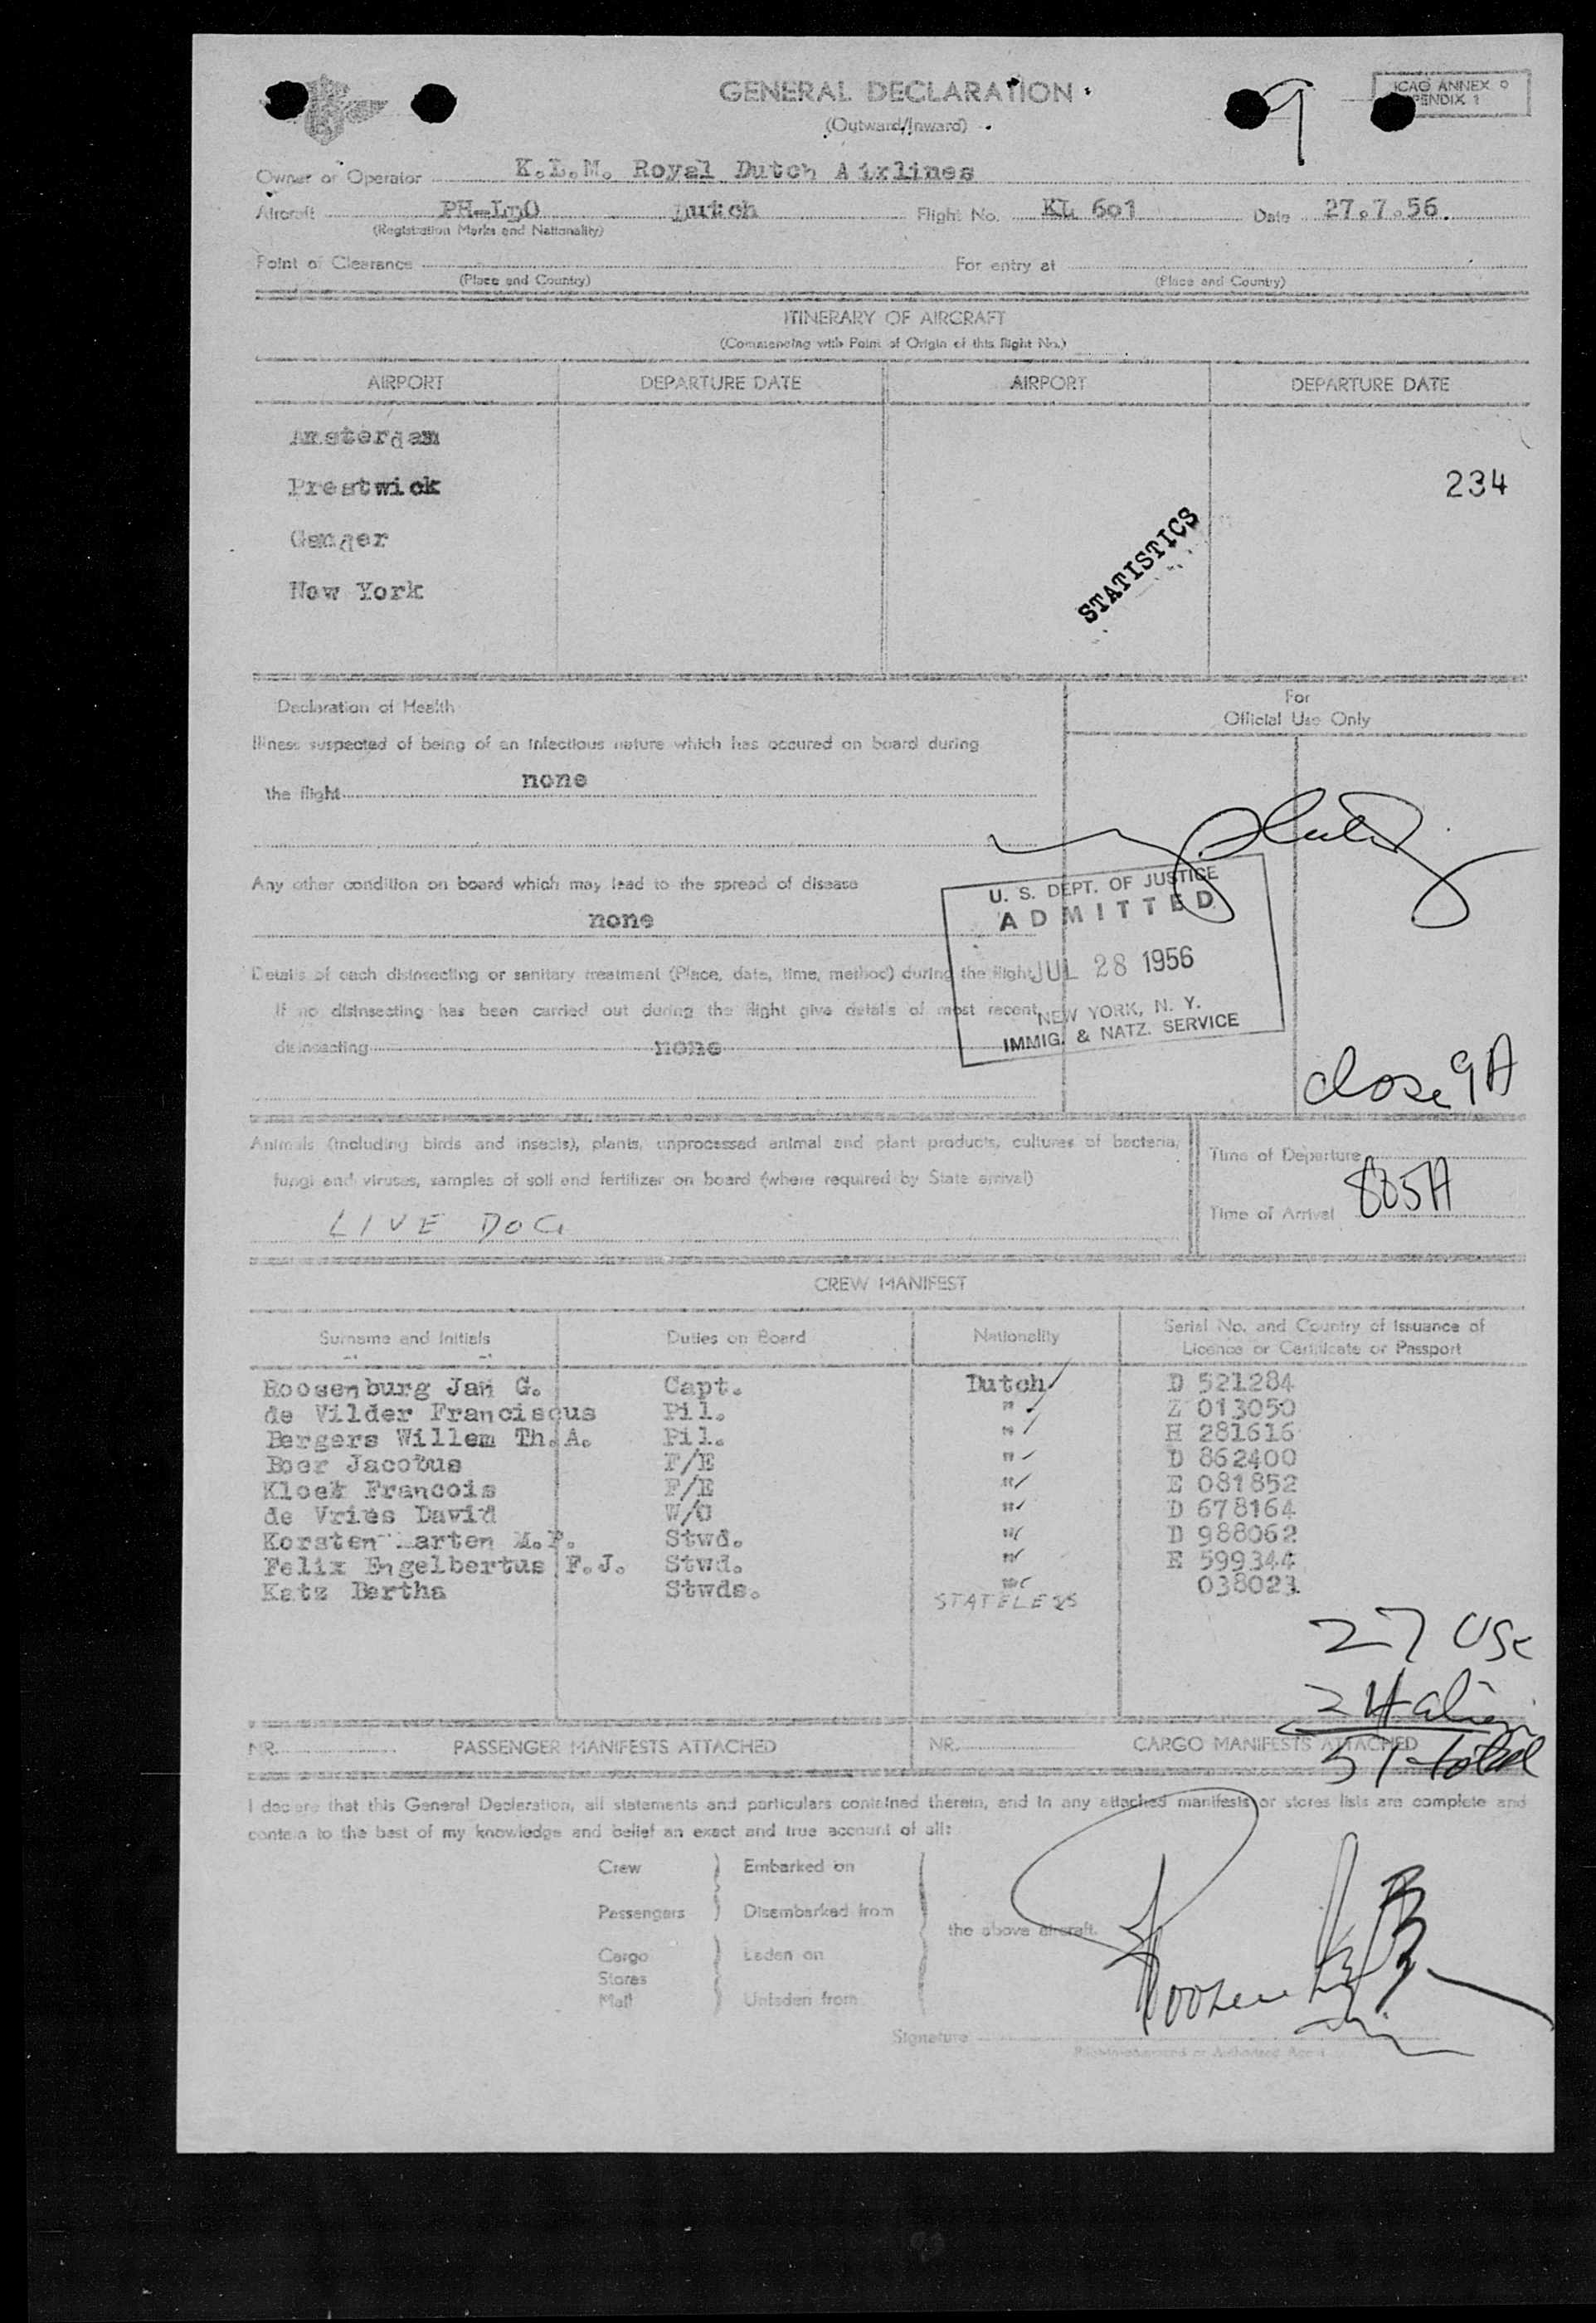 GENERAL DECLARATION
(Outward/Inward)
9
ICAO ANNEX 9
APPENDIX 1
Owner or Operator K.L.M. Royal Dutch Airlines
Aircraft Dutch Flight No. KL 601 Date 27.7.56.
(Registration Marks and Nationality)
Point of Clearance For entry at
(Place and Country) (Place and Country)
ITINERARY OF AIRCRAFT
(Commencing with Point of Origin of this flight No.)
AIRPORT DEPARTURE DATE AIRPORT DEPARTURE DATE
Amsterdam
Prestwick 234
Gander
New York
STATISTICS
Declaration of Health
For
Official Use Only
Illness suspected of being of an infectious nature which has occured on board during
the flight none
Any other condition on board which may lead to the spread of disease
none
U. S. DEPT. OF JUSTICE
ADMITTED
JUL 28 1956
NEW YORK, N. Y.
IMMIG. & NATZ. SERVICE
Details of each disinsecting or sanitary treatment (Place, date, time, method) during the flight
If no disinsecting has been carried out during the flight give details of most recent
disinsecting none
close 9A
Animals (including birds and insects), plants, unprocessed animal and plant products, cultures of bacteria,
fungi and viruses, samples of soil and fertilizer on board (where required by State arrival)
LIVE DOG
Time of Departure
Time of Arrival 885A
CREW MANIFEST
Surname and Initials Duties on Board Nationality Serial No. and Country of Issuance of
Licence or Certificate or Passport
Roosenburg Jan G. Capt. Dutch D 521284
de Vilder Franciscus Pil. " Z 013050
Bergers Willem Th.A. Pil. " H 281616
Boer Jacobus F/E " D 862400
Kloek Francois F/E " E 081852
de Vries David W/O " D 678164
Korsten Marten M.P. Stwd. " D 988062
Felix Engelbertus F.J. Stwd. " E 599344
Katz Bertha Stwds. " 038021
STATELESS
27 USc
24 alien
51 total
NR. PASSENGER MANIFESTS ATTACHED NR. CARGO MANIFESTS ATTACHED
I declare that this General Declaration, all statements and particulars contained therein, and in any attached manifests or stores lists are complete and
contain to the best of my knowledge and belief an exact and true account of all:
Crew Embarked on
Passengers Disembarked from
the above aircraft.
Cargo Laden on
Stores
Mail Unladen from
Roosenburg
Signature
Pilot-in-command or Authorized Agent